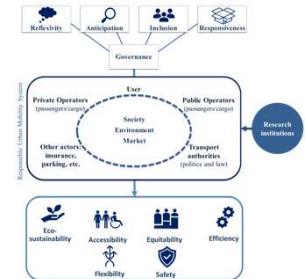 Reflexivity Anticipation Inclusion Responsiveness
Governance
Responsible Urban Mobility System
User
Private Operators
(passengers/cargo)
Public Operators
(passengers/cargo)
Society
Environment
Market
Other actors:
insurance,
parking, etc.
Transport
authorities
(politics and law)
Research
institutions
Eco-
sustainability
Accessibility
Equitability
Efficiency
Flexibility
Safety